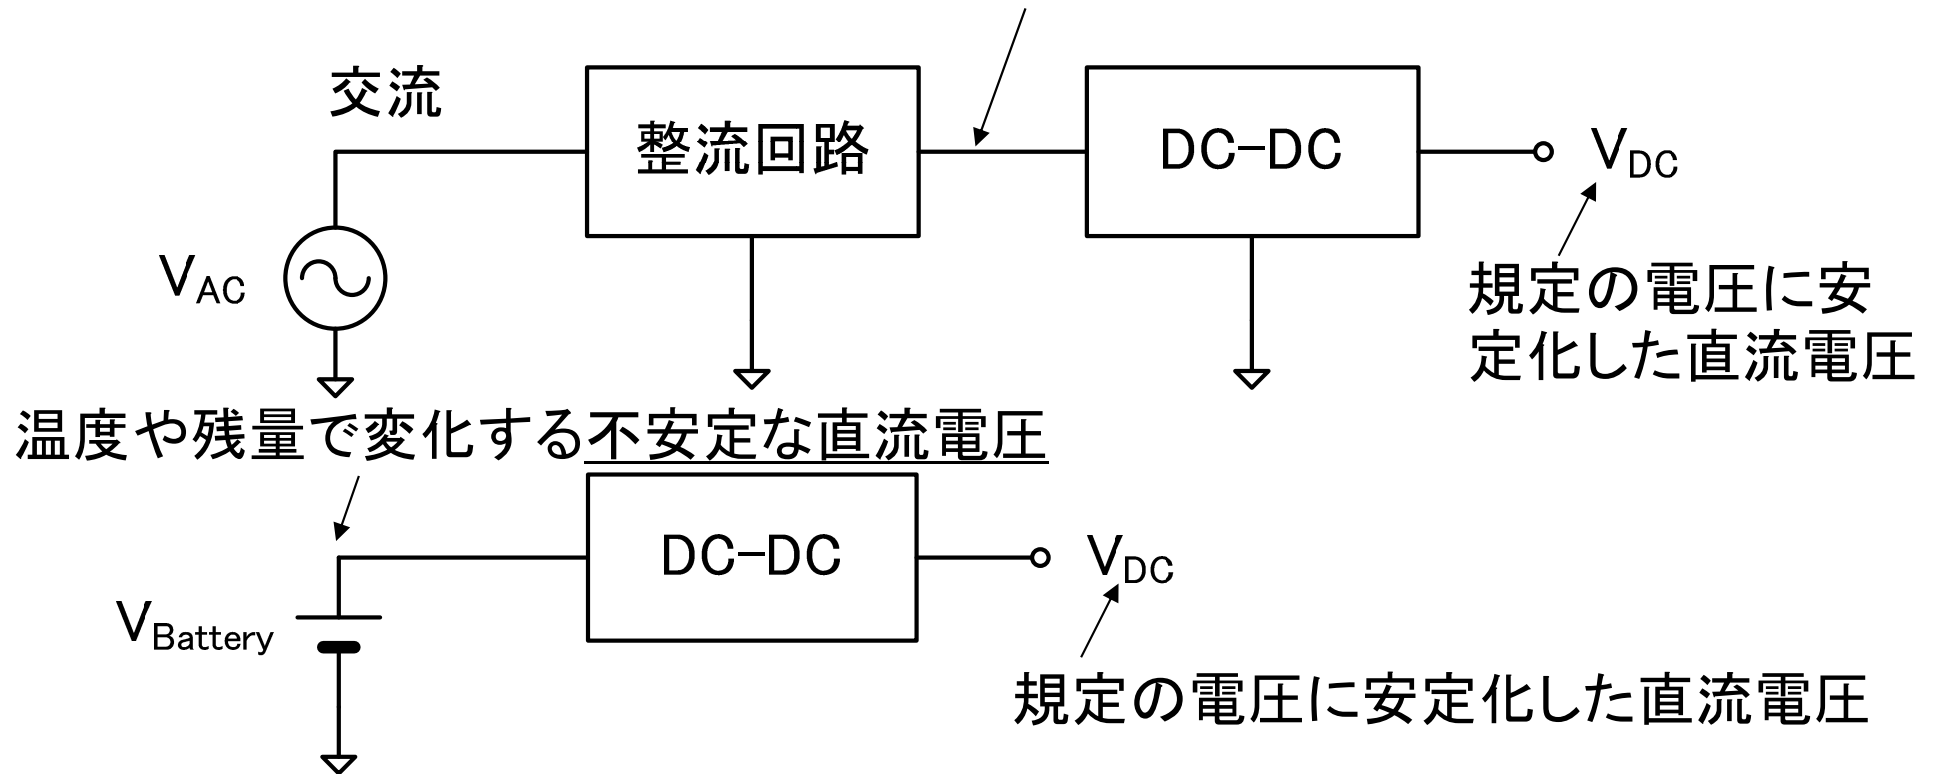 交流
整流回路
DC-DC
VDC
VAC
規定の電圧に安
定化した直流電圧
温度や残量で変化する不安定な直流電圧
DC-DC
VDC
VBattery
規定の電圧に安定化した直流電圧